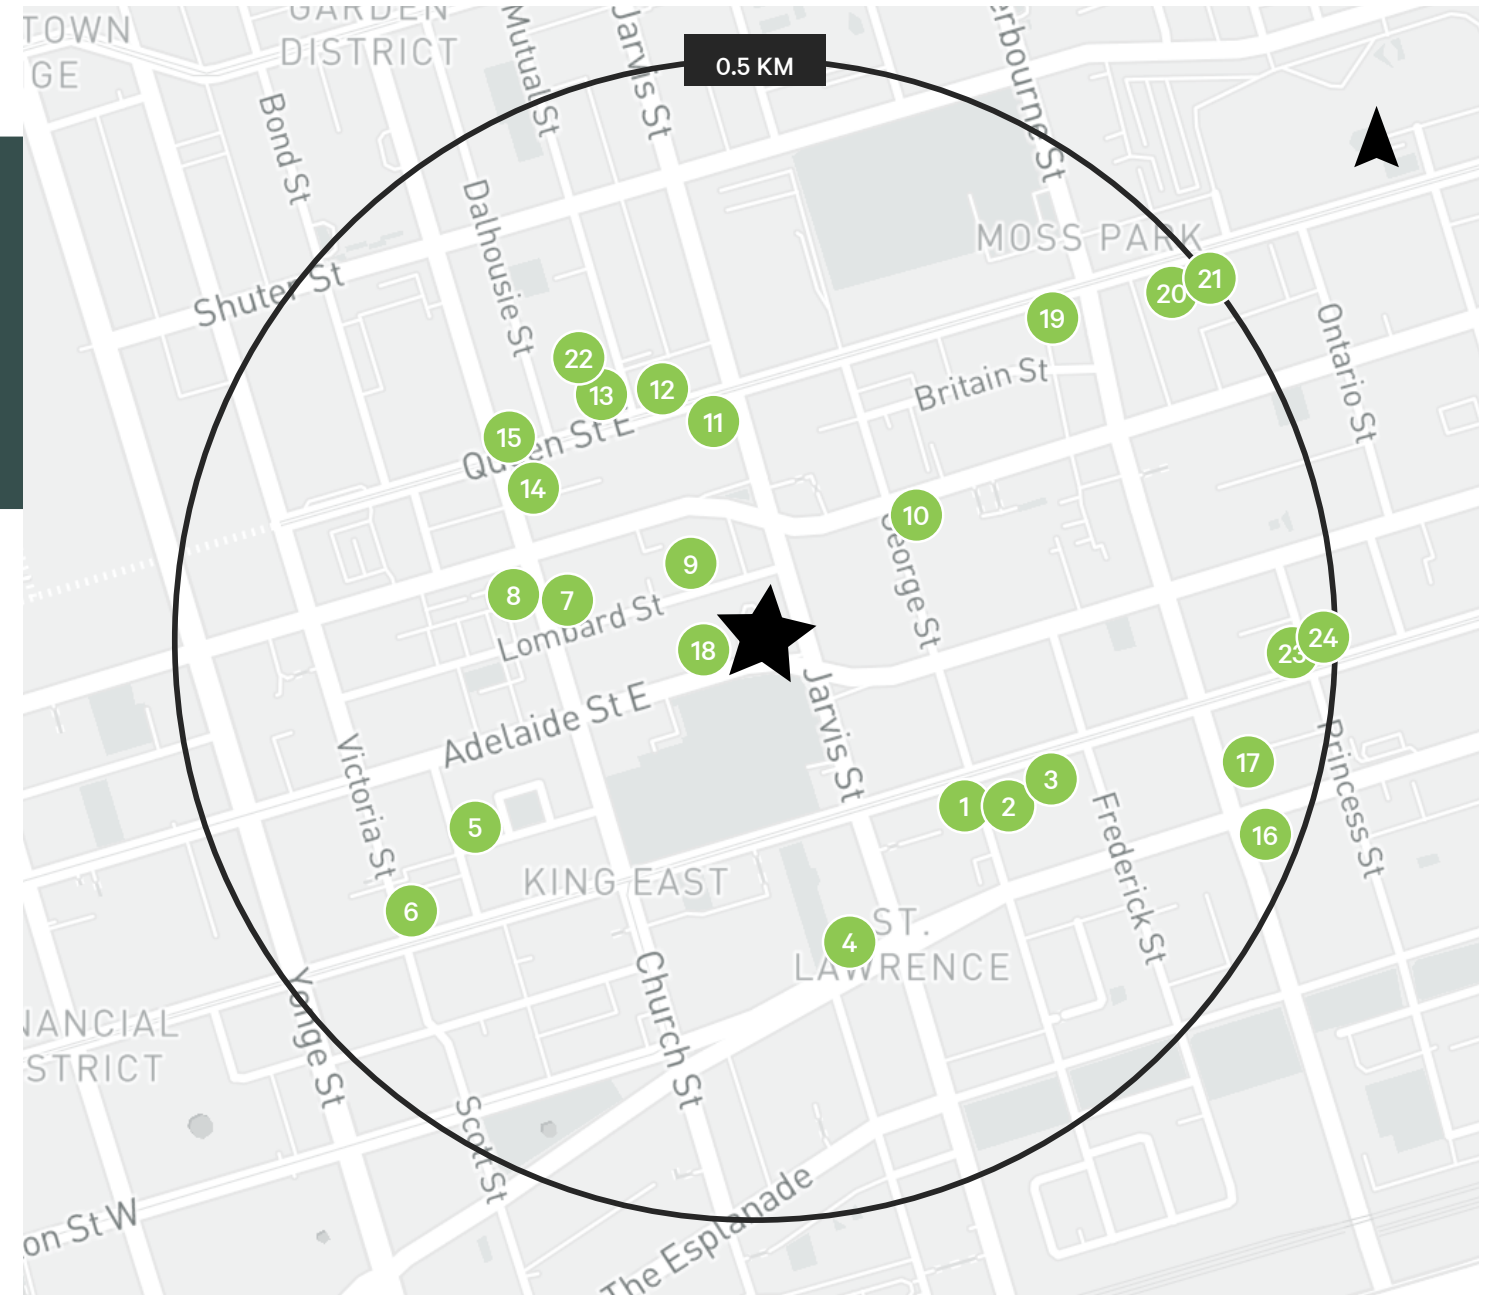 TOWN
GE
GARDEN
DISTRICT
Mutual St
Jarvis St
erbourne St
0.5 KM
Bond St
Dalhousie St
MOSS PARK
Shuter St
21
20
19
Ontario St
22
13
12
11
Britain St
15
Queen St E
14
10
George St
9
8
7
Lombard St
18
24
23
Adelaide St E
Jarvis St
Victoria St
17
Princess St
3
1
2
Frederick St
5
16
KING EAST
6
4
ST.
LAWRENCE
Yonge St
Church St
NANCIAL
STRICT
Scott St
The Esplanade
on St W